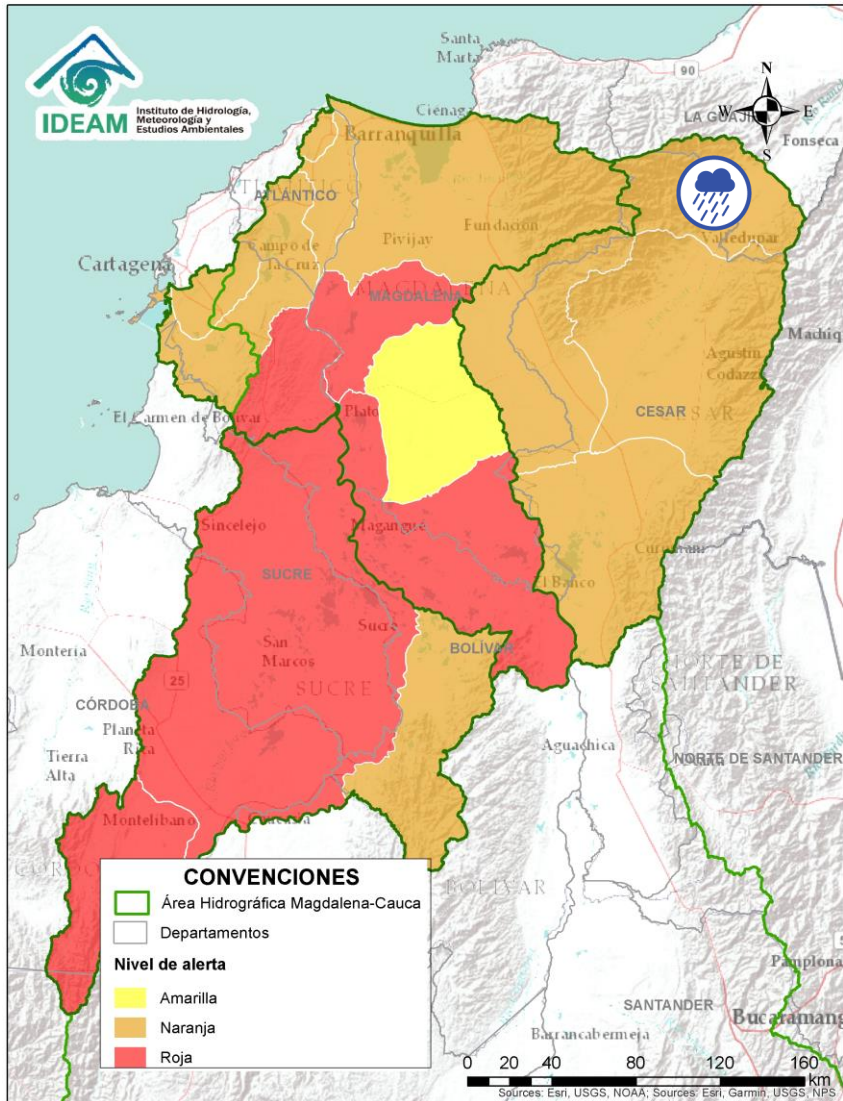 IDEAM
Instituto de Hidrología,
Meteorología y
Estudios Ambientales
Santa
Marta
90
N
W
E
S
LA GUAJI
Fonseca
Ciénaga
Barranquilla
ATLÁNTICO
Fundación
Pivijay
Valledupar
Campo de
la Cruz
Cartagena
MAGDALENA
MAGDALENA
Machiq
Agustín
Codazzi
CESAR
CESAR
El Carmen de Bolívar
Plato
Sincelejo
Magangué
SUCRE
El Banco
Sucre
San
Marcos
BOLÍVAR
Montería
25
SUCRE
NORTE DE
SANTANDER
CÓRDOBA
Planeta
Rica
Tierra
Alta
Aguachica
NORTE DE SANTANDER
Montelíbano
Caucasia
BOLÍVAR
CONVENCIONES
Área Hidrográfica Magdalena-Cauca
Departamentos
Nivel de alerta
Amarilla
Naranja
Roja
Pamplona
SANTANDER
Bucaramang
Barrancabermeja
0 20 40 80 120 160
km
Sources: Esri, USGS, NOAA; Sources: Esri, Garmin, USGS, NPS